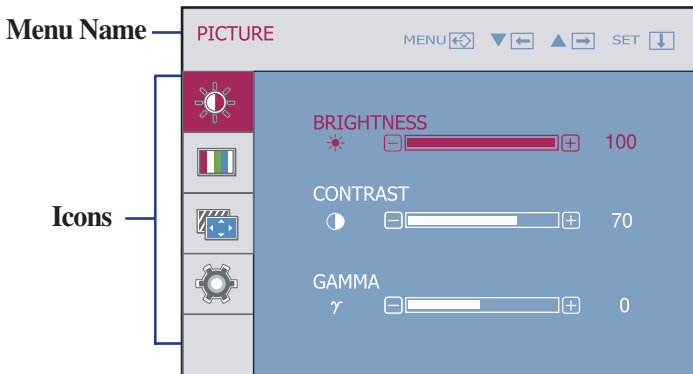 Menu Name
PICTURE
MENU SET
BRIGHTNESS
100
CONTRAST
70
Icons
GAMMA
γ 0